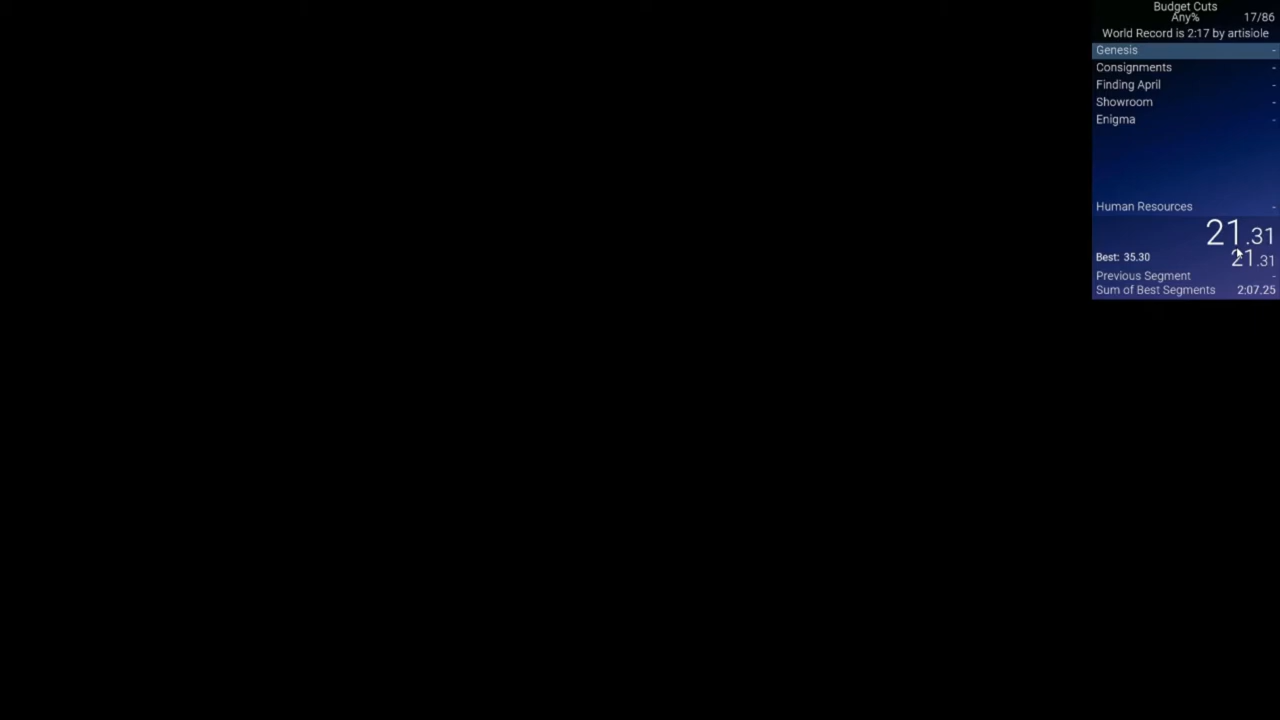 Budget Cuts
Any% 17/86
World Record is 2:17 by artisiole
Genesis -
Consignments -
Finding April -
Showroom -
Enigma -
Human Resources -
21.31
Best: 35.30 21.31
Previous Segment -
Sum of Best Segments 2:07.25